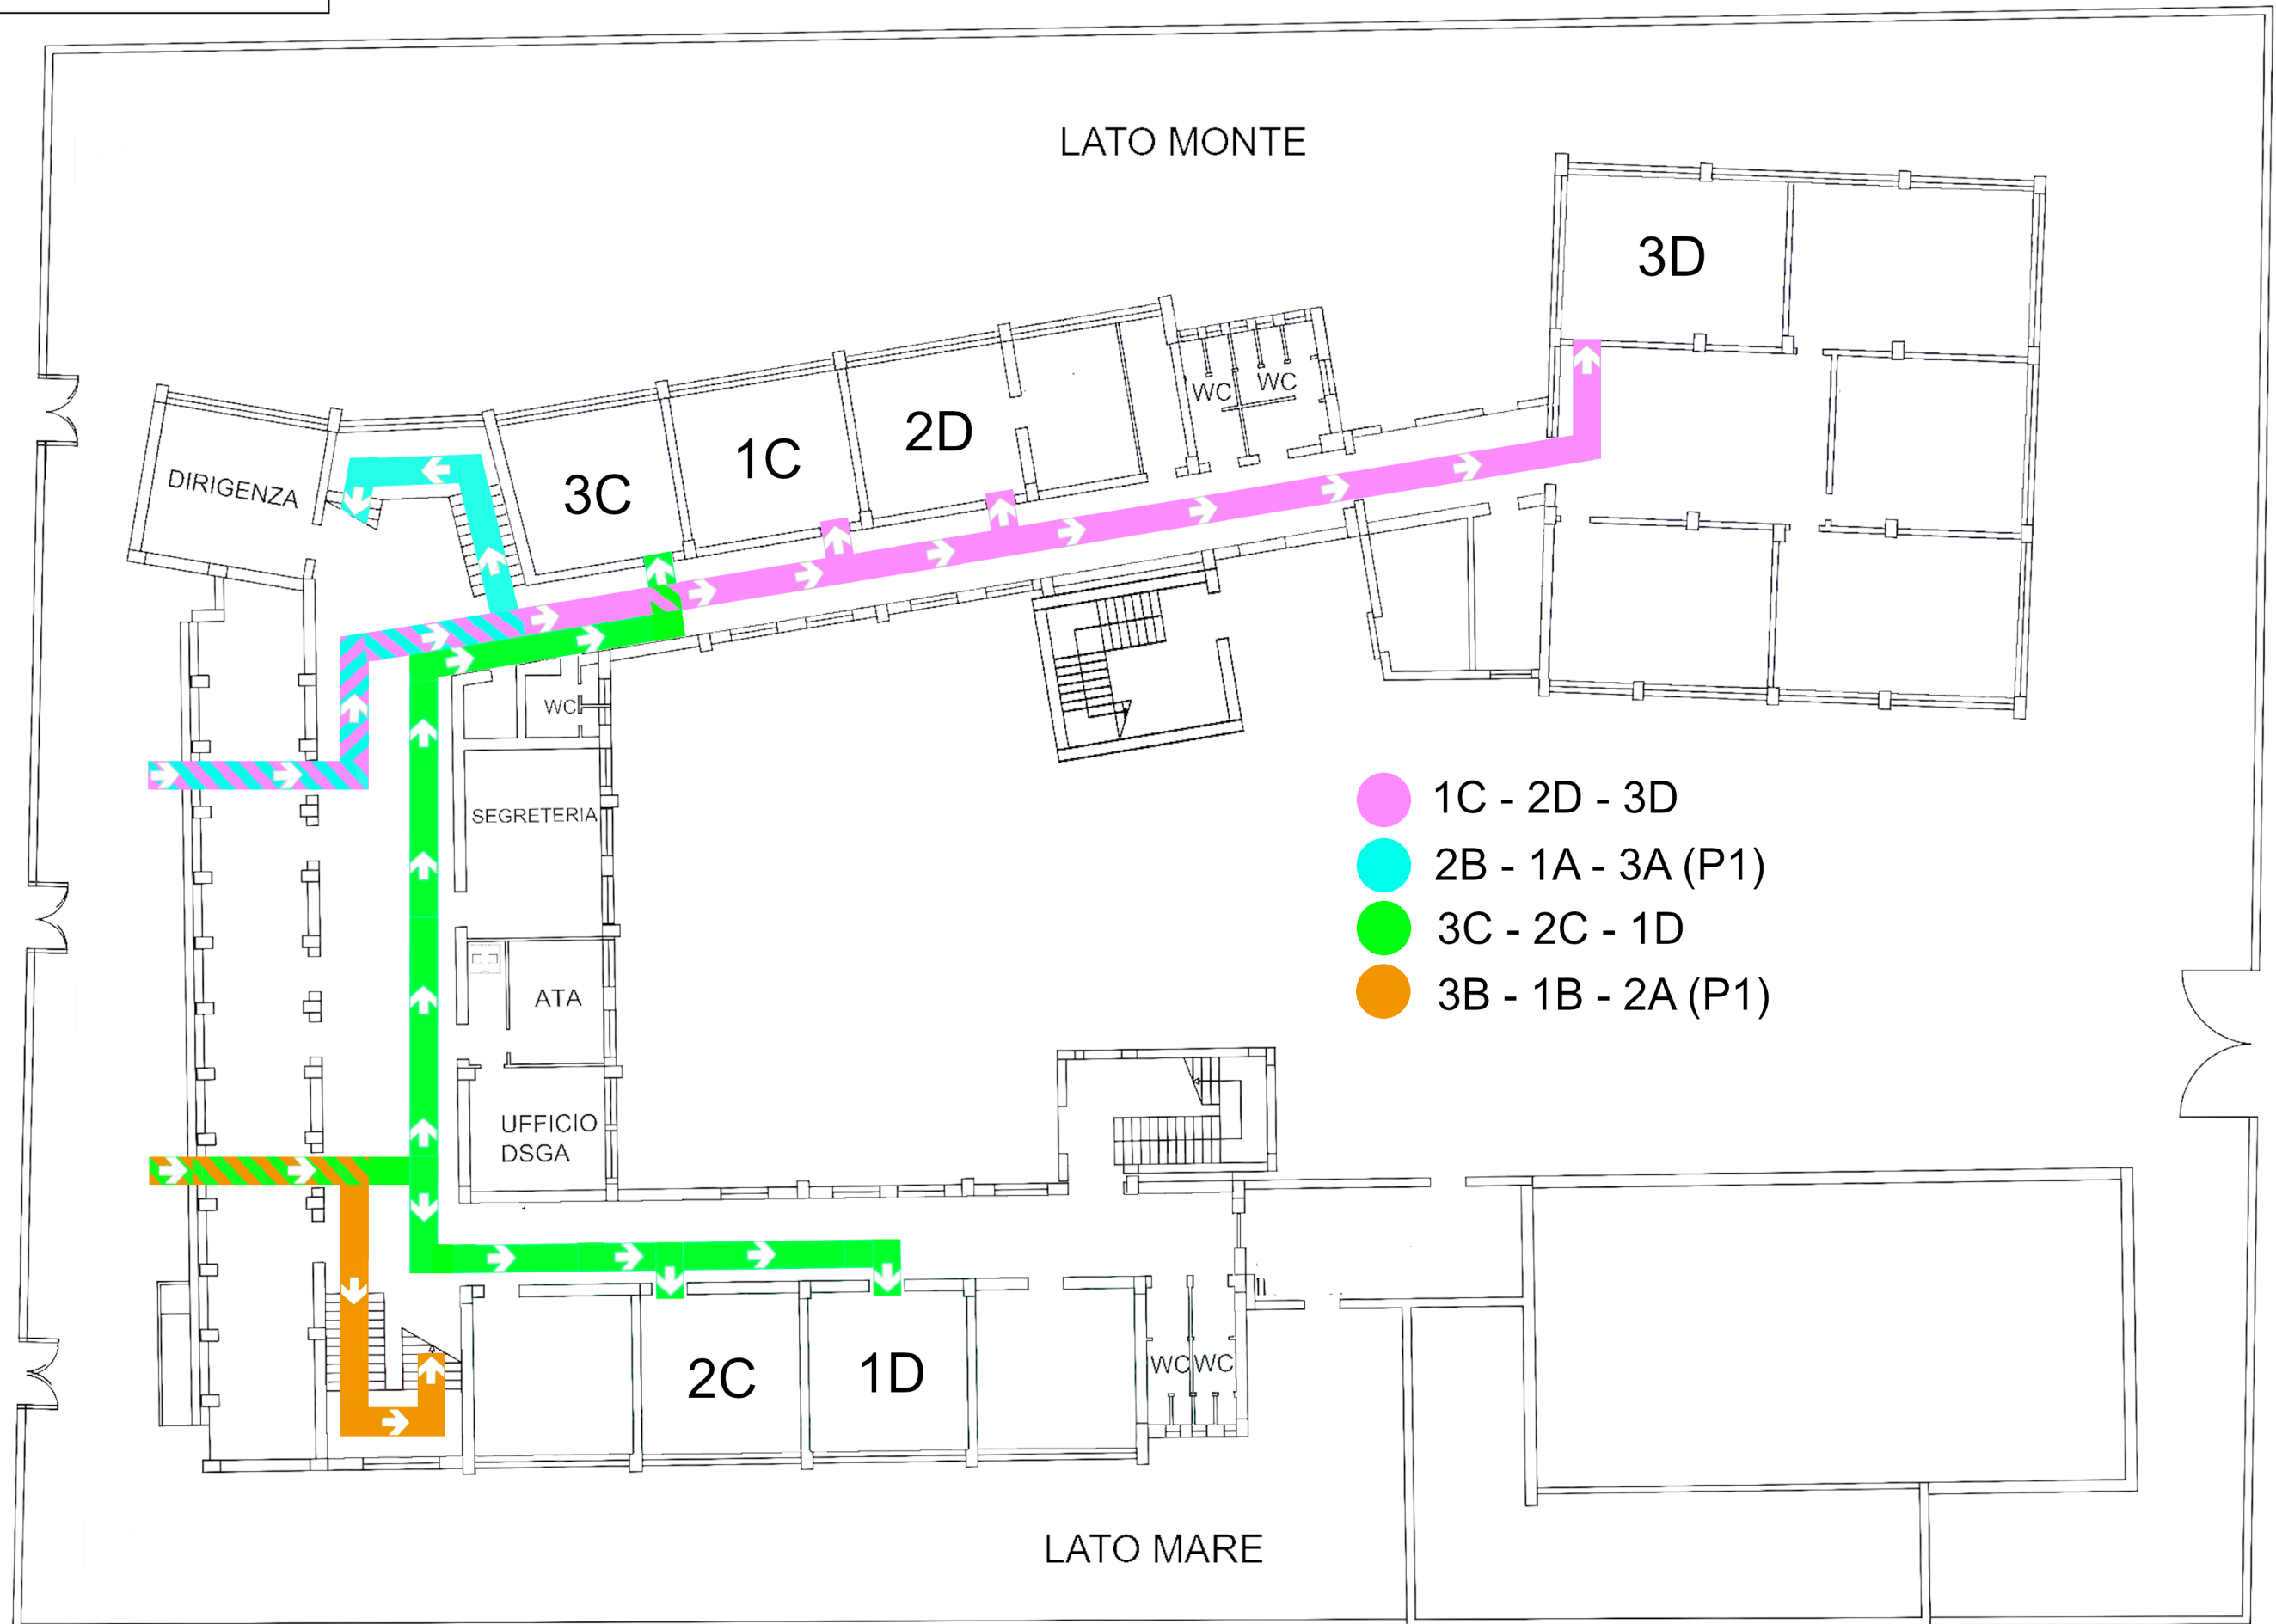 LATO MONTE
3D
WC
WC
2D
1C
3C
DIRIGENZA
WC
SEGRETERIA
1C - 2D - 3D
2B - 1A - 3A (P1)
3C - 2C - 1D
3B - 1B - 2A (P1)
ATA
UFFICIO
DSGA
2C
1D
WC
WC
LATO MARE